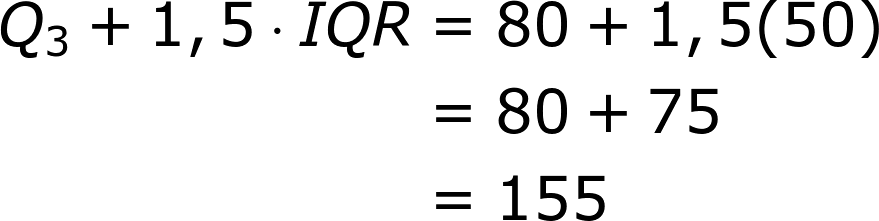 Q₃ + 1, 5 · IQR = 80 + 1, 5(50)
= 80 + 75
= 155